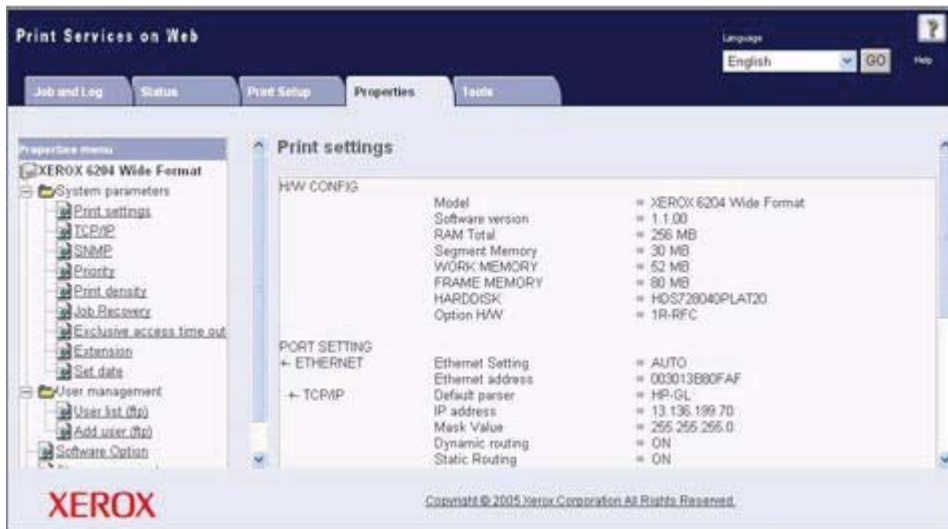 Print Services on Web
Language
English GO Help
Job and Log Status Print Setup Properties Tools
Properties menu
XEROX 6204 Wide Format
System parameters
Print settings
TCP/IP
SNMP
Priority
Print density
Job Recovery
Exclusive access time out
Extension
Set date
User management
User list (ftp)
Add user (ftp)
Software Option
Print settings
H/W CONFIG
Model = XEROX 6204 Wide Format
Software version = 1.1.00
RAM Total = 256 MB
Segment Memory = 30 MB
WORK MEMORY = 52 MB
FRAME MEMORY = 80 MB
HARDDISK = HDS728040PLAT20
Option H/W = 1R-RFC
PORT SETTING
+- ETHERNET Ethernet Setting = AUTO
Ethernet address = 003013B80FAF
+- TCP/IP Default parser = HP-GL
IP address = 13.136.199.70
Mask Value = 255.255.255.0
Dynamic routing = ON
Static Routing = ON
XEROX
Copyright © 2005 Xerox Corporation All Rights Reserved.